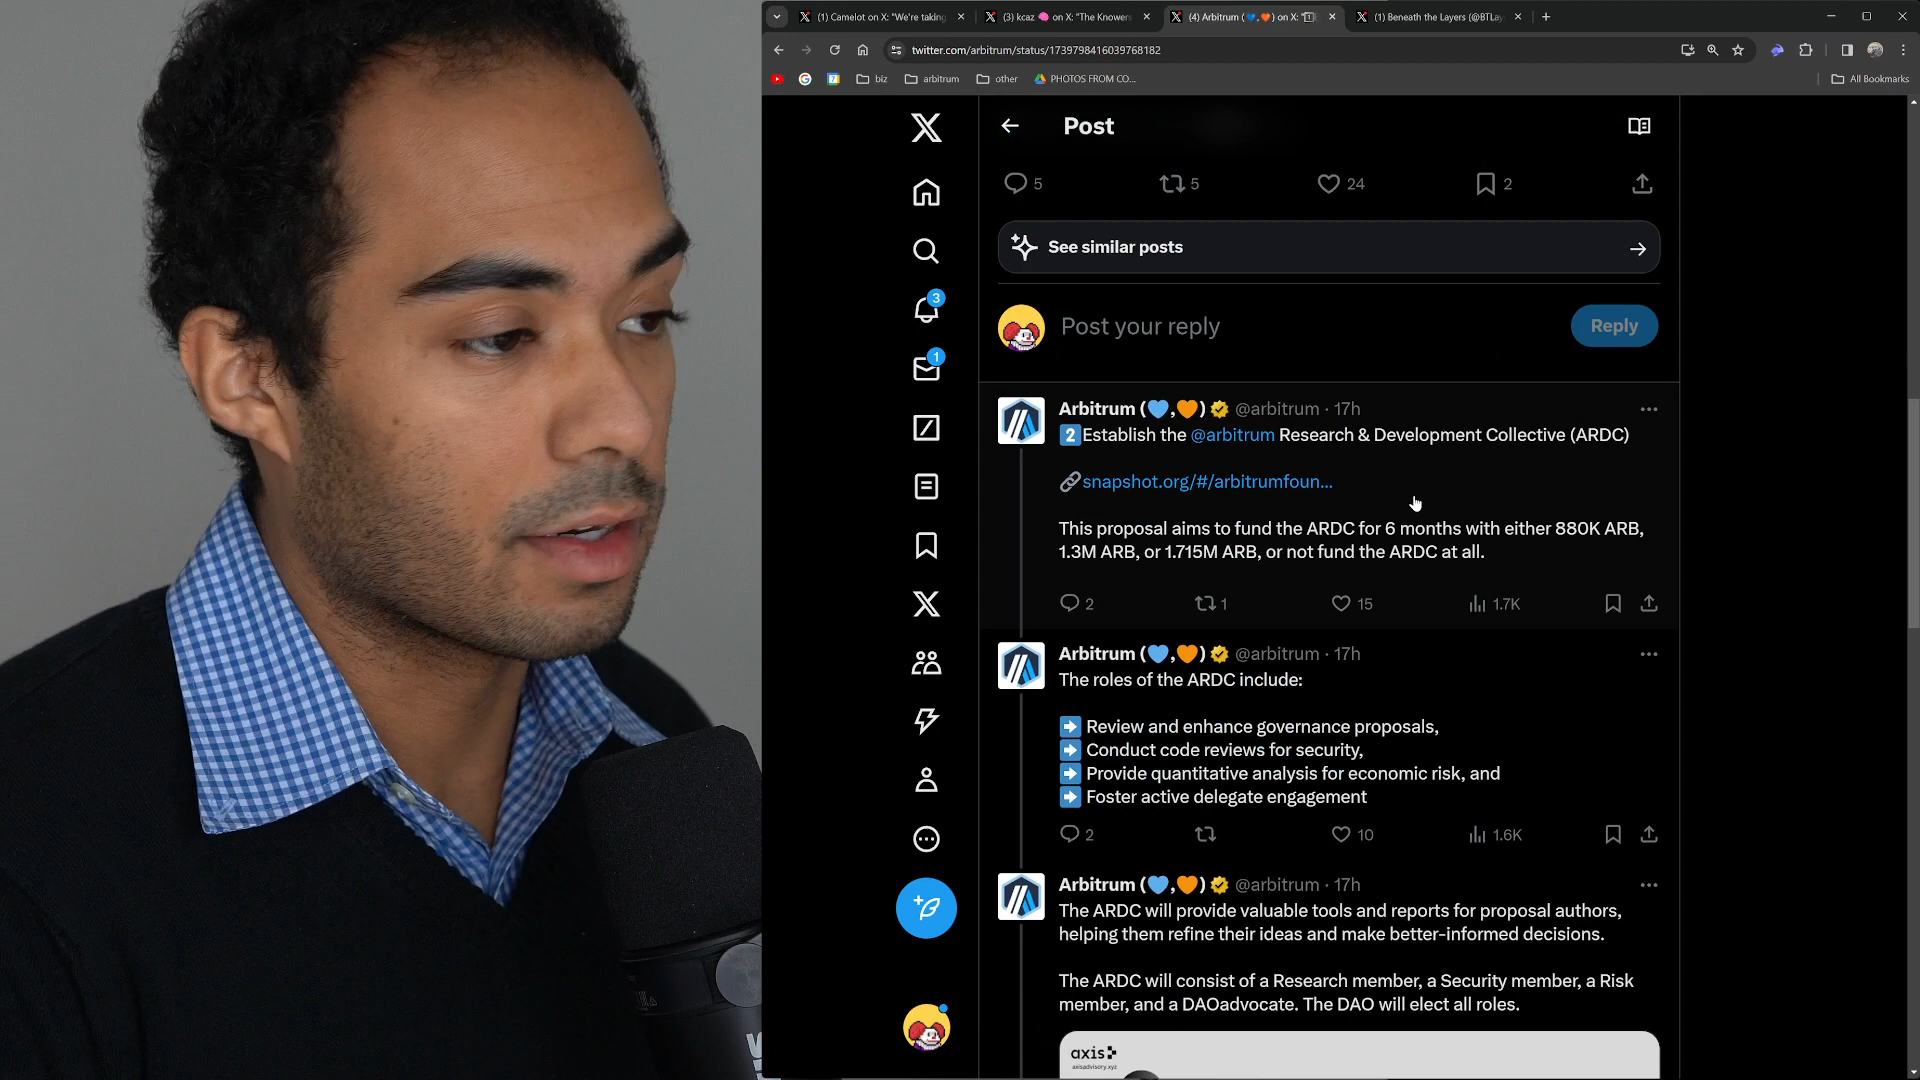 (1) Camelot on X: "We're taking
(3) kcaz 🧠 on X: "The Knowers
(4) Arbitrum (💙,🧡) on X: "
(1) Beneath the Layers (@BTLay
twitter.com/arbitrum/status/1739798416039768182
biz
arbitrum
other
PHOTOS FROM CO...
All Bookmarks
Post
5
5
24
2
See similar posts
Post your reply
Reply
3
1
Arbitrum (💙,🧡) @arbitrum · 17h
2️⃣Establish the @arbitrum Research & Development Collective (ARDC)
🔗snapshot.org/#/arbitrumfoun...
This proposal aims to fund the ARDC for 6 months with either 880K ARB,
1.3M ARB, or 1.715M ARB, or not fund the ARDC at all.
2
1
15
1.7K
Arbitrum (💙,🧡) @arbitrum · 17h
The roles of the ARDC include:
➡️ Review and enhance governance proposals,
➡️ Conduct code reviews for security,
➡️ Provide quantitative analysis for economic risk, and
➡️ Foster active delegate engagement
2
10
1.6K
Arbitrum (💙,🧡) @arbitrum · 17h
The ARDC will provide valuable tools and reports for proposal authors,
helping them refine their ideas and make better-informed decisions.
The ARDC will consist of a Research member, a Security member, a Risk
member, and a DAOadvocate. The DAO will elect all roles.
axis
axisadvisory.xyz